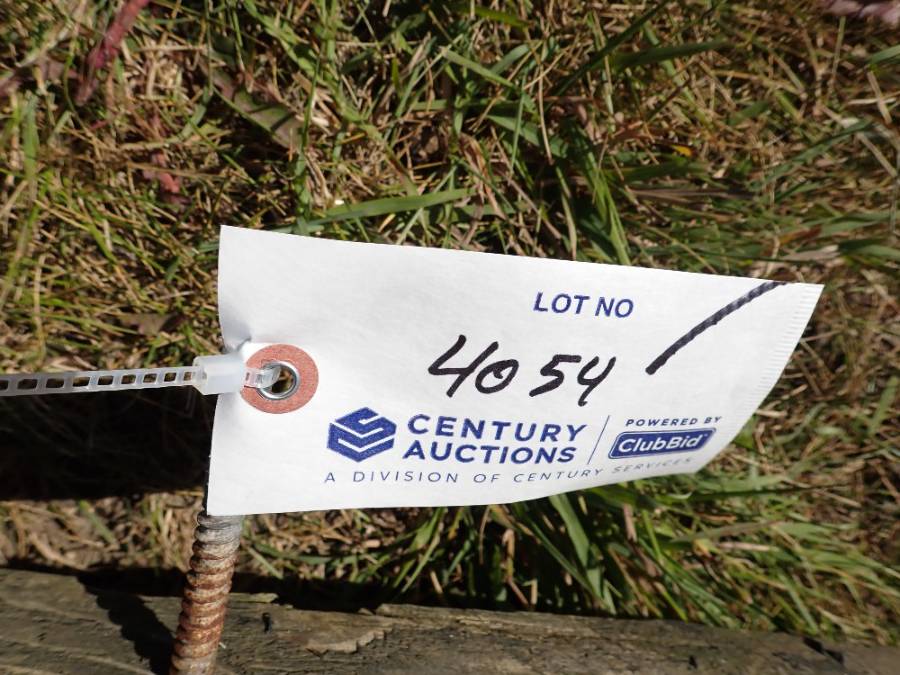 LOT NO
4054
CENTURY
AUCTIONS
POWERED BY
ClubBid
A DIVISION OF CENTURY SERVICES